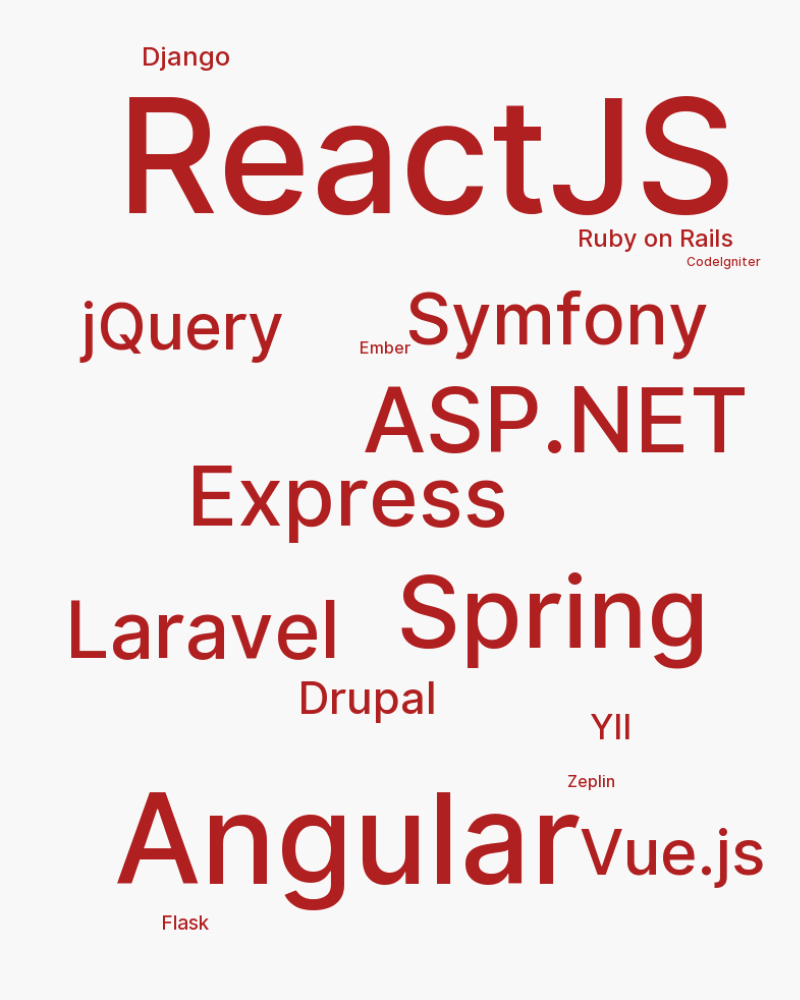 Django
ReactJS
Ruby on Rails
CodeIgniter
jQuery
Symfony
Ember
ASP.NET
Express
Laravel
Spring
Drupal
YII
Zeplin
Angular
Vue.js
Flask